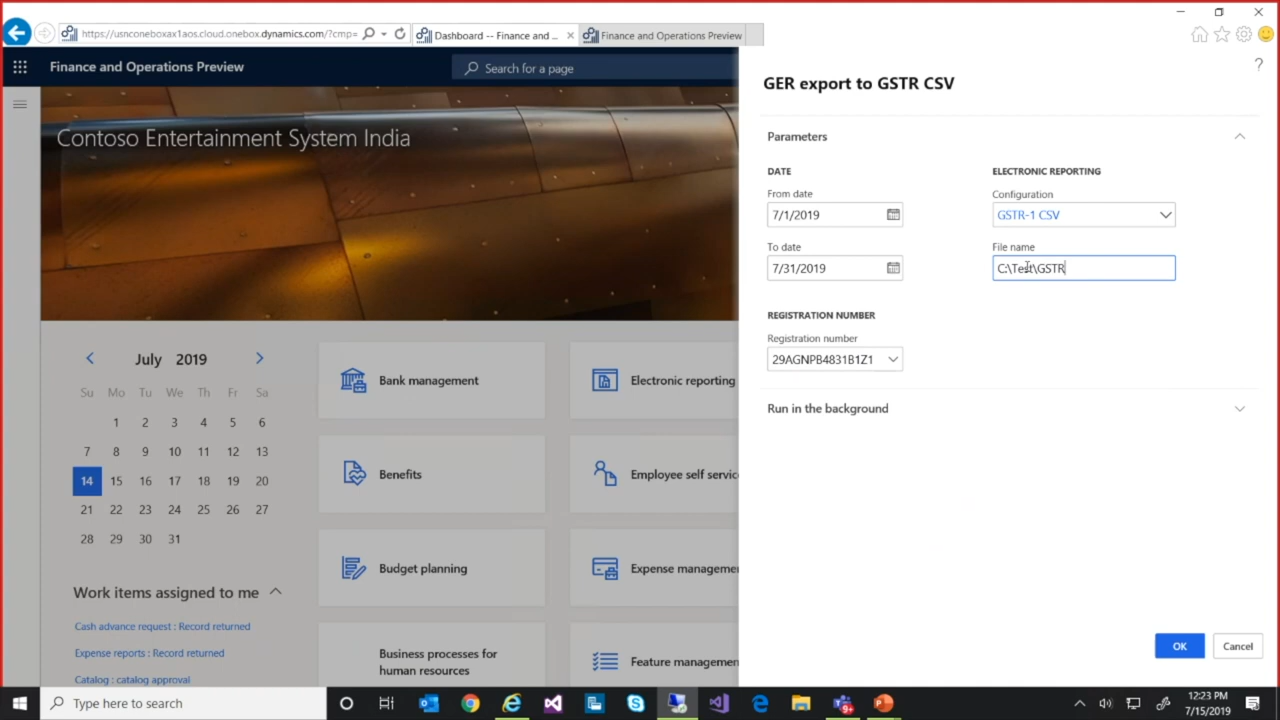 https://usnconeboxax1aos.cloud.onebox.dynamics.com/?cmp=
Dashboard -- Finance and ...
Finance and Operations Preview
Finance and Operations Preview
Search for a page
?
Contoso Entertainment System India
GER export to GSTR CSV
Parameters
DATE
ELECTRONIC REPORTING
From date
Configuration
7/1/2019
GSTR-1 CSV
To date
File name
7/31/2019
C:\Test\GSTR
REGISTRATION NUMBER
Registration number
29AGNPB4831B1Z1
Run in the background
OK
Cancel
July 2019
Su Mo Tu We Th Fr Sa
1 2 3 4 5 6
7 8 9 10 11 12 13
14 15 16 17 18 19 20
21 22 23 24 25 26 27
28 29 30 31
Work items assigned to me
Cash advance request : Record returned
Expense reports : Record returned
Catalog : catalog approval
Bank management
Electronic reporting
Benefits
Employee self servic
Budget planning
Expense manageme
Business processes for
human resources
Feature managemen
Type here to search
9+
12:23 PM
7/15/2019